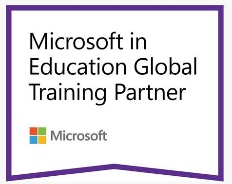 Microsoft in
Education Global
Training Partner
Microsoft